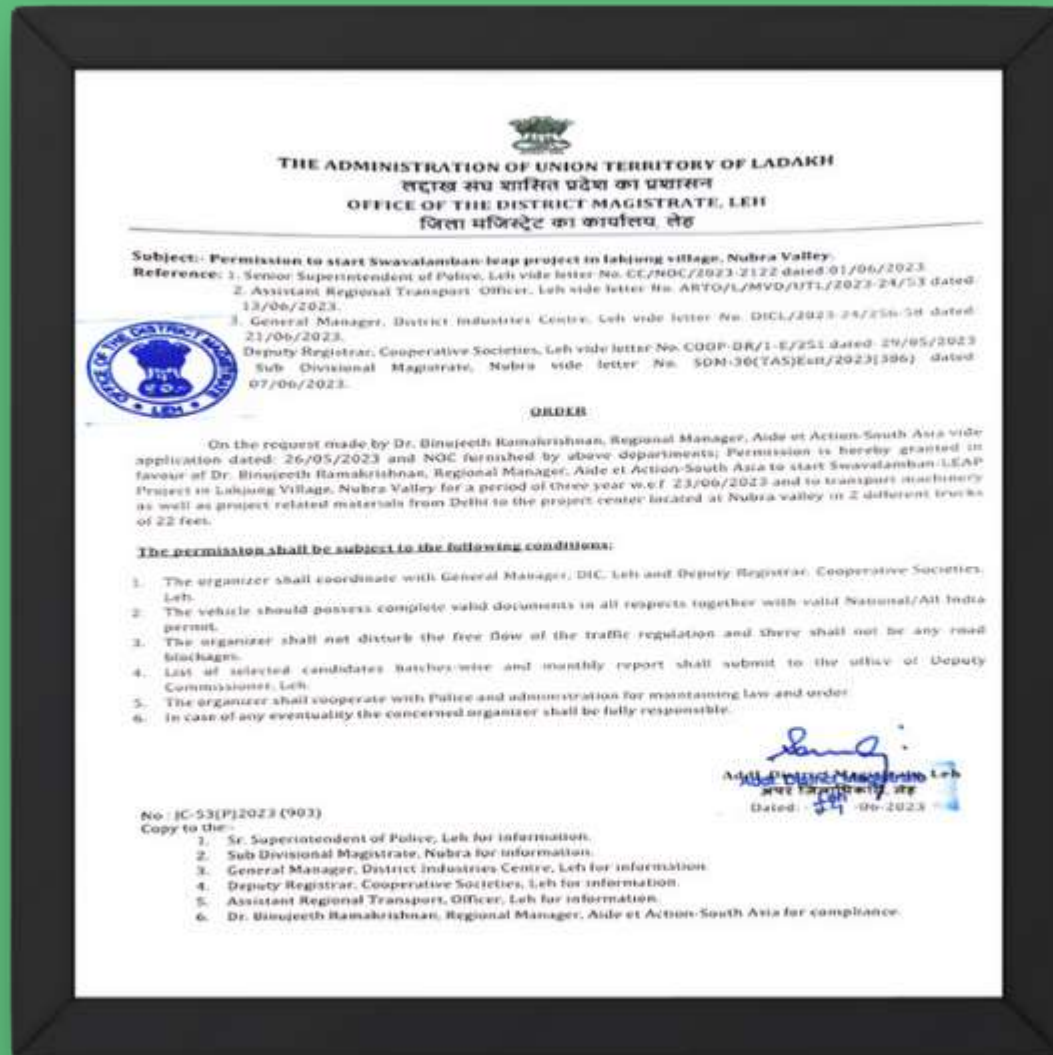 THE ADMINISTRATION OF UNION TERRITORY OF LADAKH
लद्दाख संघ शासित प्रदेश का प्रशासन
OFFICE OF THE DISTRICT MAGISTRATE, LEH
जिला मजिस्ट्रेट का कार्यालय, लेह
Subject:- Permission to start Swavalamban-leap project in lakjung village, Nubra Valley.
Reference: 1. Senior Superintendent of Police, Leh vide letter No. CC/NOC/2023-2122 dated 01/06/2023
2. Assistant Regional Transport Officer, Leh vide letter No. ARTO/L/MVD/UTL/2023-24/53 dated
13/06/2023.
3. General Manager, District Industries Centre, Leh vide letter No. DICL/2023-24/256-58 dated
21/06/2023.
Deputy Registrar, Cooperative Societies, Leh vide letter No. COOP-DR/1-E/251 dated 29/05/2023
Sub Divisional Magistrate, Nubra vide letter No. SDM-30(TAS)Estt/2023(306) dated
07/06/2023.
OFFICE OF THE DISTRICT MAGISTRATE
LEH
ORDER
On the request made by Dr. Binujeeth Ramakrishnan, Regional Manager, Aide et Action-South Asia vide
application dated: 26/05/2023 and NOC furnished by above departments; Permission is hereby granted in
favour of Dr. Binujeeth Ramakrishnan, Regional Manager, Aide et Action-South Asia to start Swavalamban-LEAP
Project in Lakjung Village, Nubra Valley for a period of three year w.e.f 23/06/2023 and to transport machinery
as well as project related materials from Delhi to the project center located at Nubra valley in 2 different trucks
of 22 feet.
The permission shall be subject to the following conditions:
1. The organizer shall coordinate with General Manager, DIC, Leh and Deputy Registrar, Cooperative Societies,
Leh.
2. The vehicle should possess complete valid documents in all respects together with valid National/All India
permit.
3. The organizer shall not disturb the free flow of the traffic regulation and there shall not be any road
blockages.
4. List of selected candidates batches-wise and monthly report shall submit to the office of Deputy
Commissioner, Leh.
5. The organizer shall cooperate with Police and administration for maintaining law and order
6. In case of any eventuality the concerned organizer shall be fully responsible.
Addl. District Magistrate, Leh
Addl. District Magistrate
अपर जिलाधिकारी, लेह
Leh
Dated: -06-2023
No : JC-53(P)2023 (903)
Copy to the:-
1. Sr. Superintendent of Police, Leh for information.
2. Sub Divisional Magistrate, Nubra for information.
3. General Manager, District Industries Centre, Leh for information
4. Deputy Registrar, Cooperative Societies, Leh for information.
5. Assistant Regional Transport, Officer, Leh for information.
6. Dr. Binujeeth Ramakrishnan, Regional Manager, Aide et Action-South Asia for compliance.